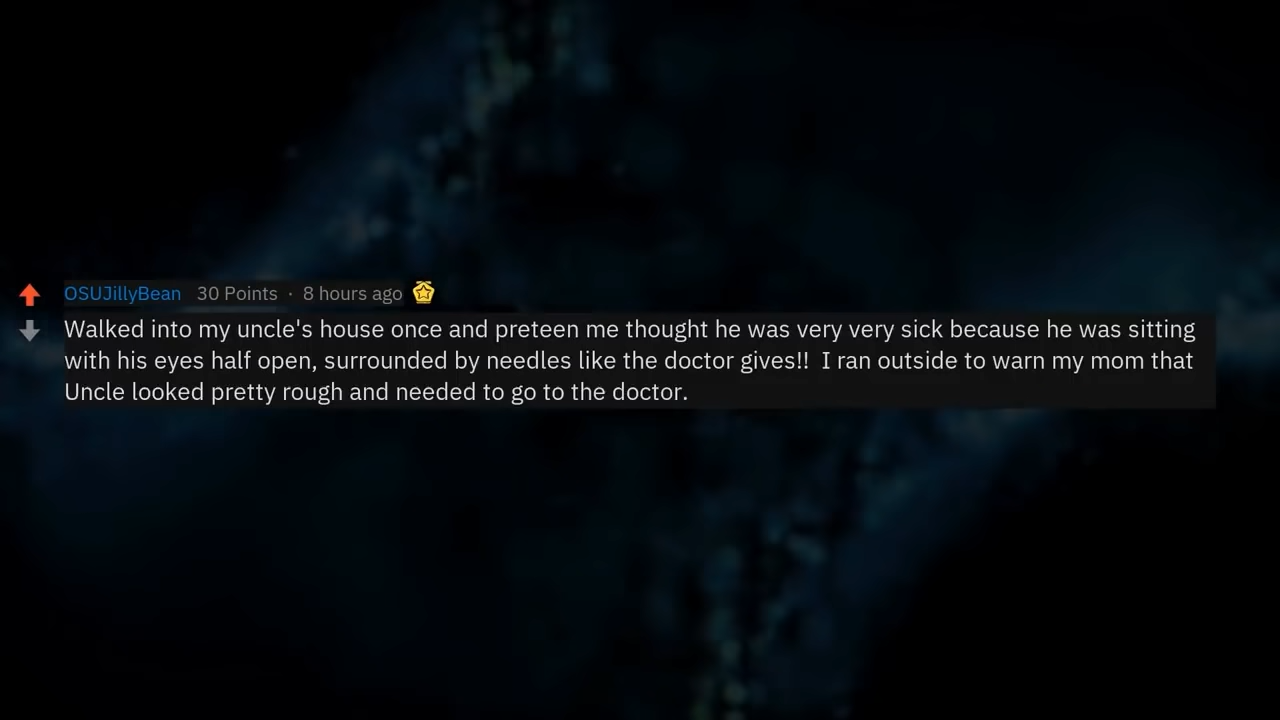 OSUJillyBean 30 Points · 8 hours ago
Walked into my uncle's house once and preteen me thought he was very very sick because he was sitting
with his eyes half open, surrounded by needles like the doctor gives!!  I ran outside to warn my mom that
Uncle looked pretty rough and needed to go to the doctor.